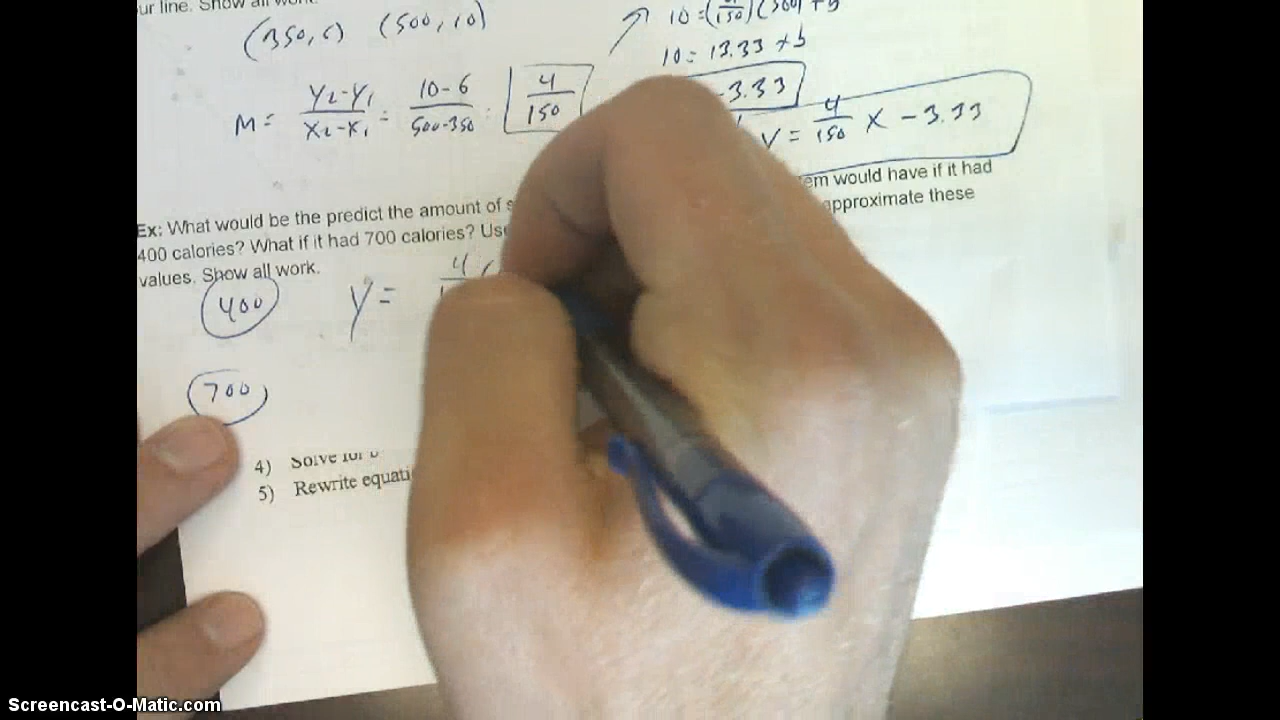 ur line. Show all work.
(350, 6) (500, 10)
10 = (4/150)(500) + b
10 = 13.33 + b
M = Y2-Y1 / X2-X1 = 10-6 / 500-350 = 4/150
-3.33
Y = 4/150 X - 3.33
Ex: What would be the predict the amount of s em would have if it had
400 calories? What if it had 700 calories? Use approximate these
values. Show all work.
400
y = 4
700
4) Solve for b
5) Rewrite equati
Screencast-O-Matic.com